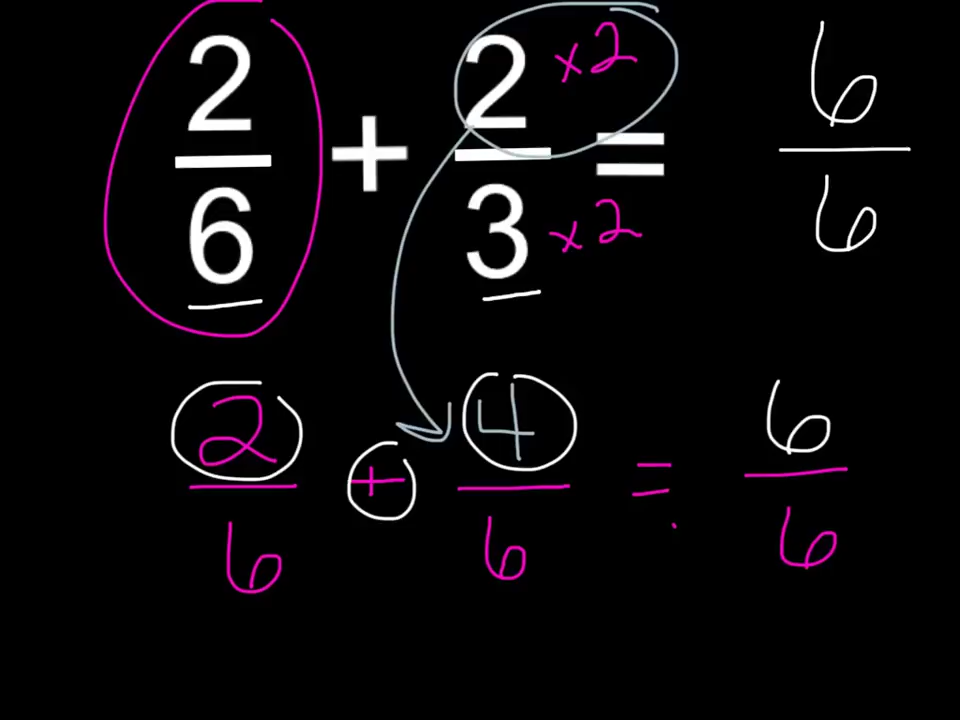 2/6 + 2/3 ×2 ×2 = 6/6
2/6 + 4/6 = 6/6